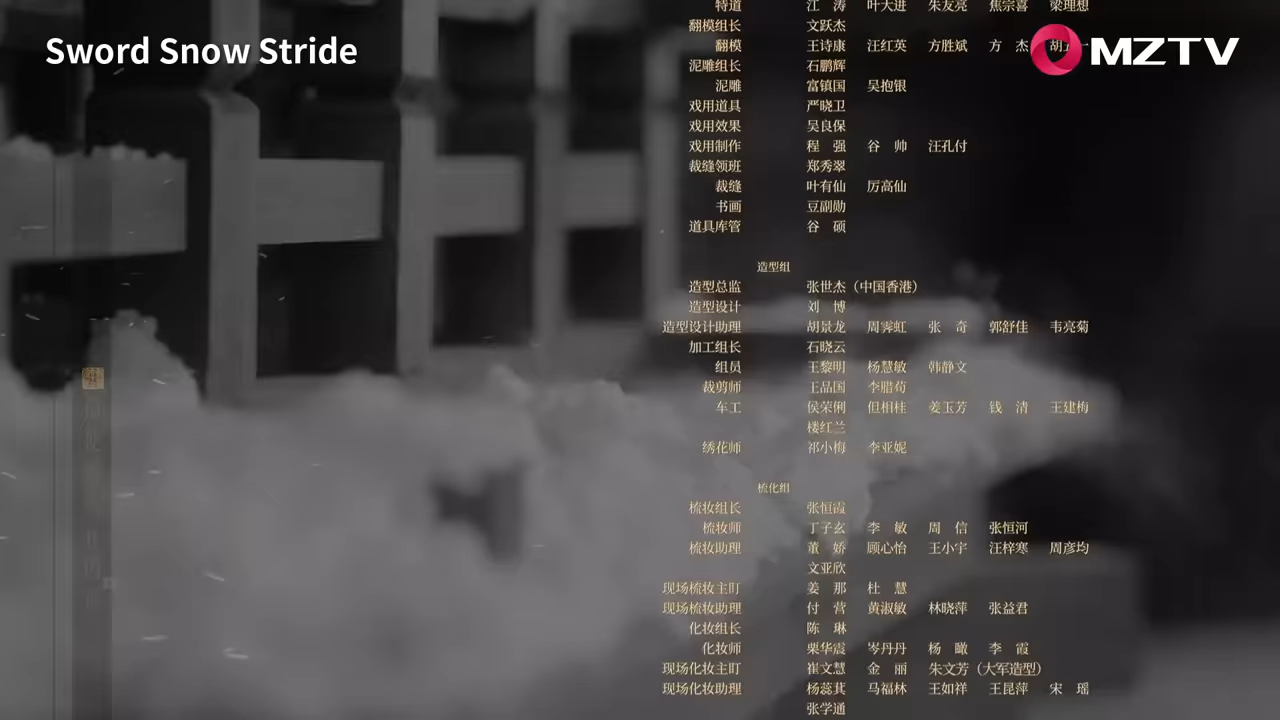 Sword Snow Stride
MZTV
特道 江 涛 叶大进 朱友亮 焦宗喜 梁理想
翻模组长 文跃杰
翻模 王诗康 汪红英 方胜斌 方 杰
泥雕组长 石鹏辉
泥雕 富镇国 吴抱银
戏用道具 严晓卫
戏用效果 吴良保
戏用制作 程 强 谷 帅 汪孔付
裁缝领班 郑秀翠
裁缝 叶有仙 厉高仙
书画 豆副勋
道具库管 谷 硕
造型组
造型总监 张世杰（中国香港）
造型设计 刘 博
造型设计助理 胡景龙 周霁虹 张 奇 郭舒佳 韦亮菊
加工组长 石晓云
组员 王黎明 杨慧敏 韩静文
裁剪师 王品国 李腊荀
车工 侯荣俐 但相桂 姜玉芳 钱 清 王建梅
楼红兰
绣花师 祁小梅 李亚妮
梳化组
梳妆组长 张恒霞
梳妆师 丁子玄 李 敏 周 信 张恒河
梳妆助理 董 娇 顾心怡 王小宇 汪梓寒 周彦均
文亚欣
现场梳妆主盯 姜 那 杜 慧
现场梳妆助理 付 营 黄淑敏 林晓萍 张益君
化妆组长 陈 琳
化妆师 栗华震 岑丹丹 杨 瞰 李 霞
现场化妆主盯 崔文慧 金 丽 朱文芳（大军造型）
现场化妆助理 杨蕊萁 马福林 王如祥 王昆萍 宋 瑶
张学通